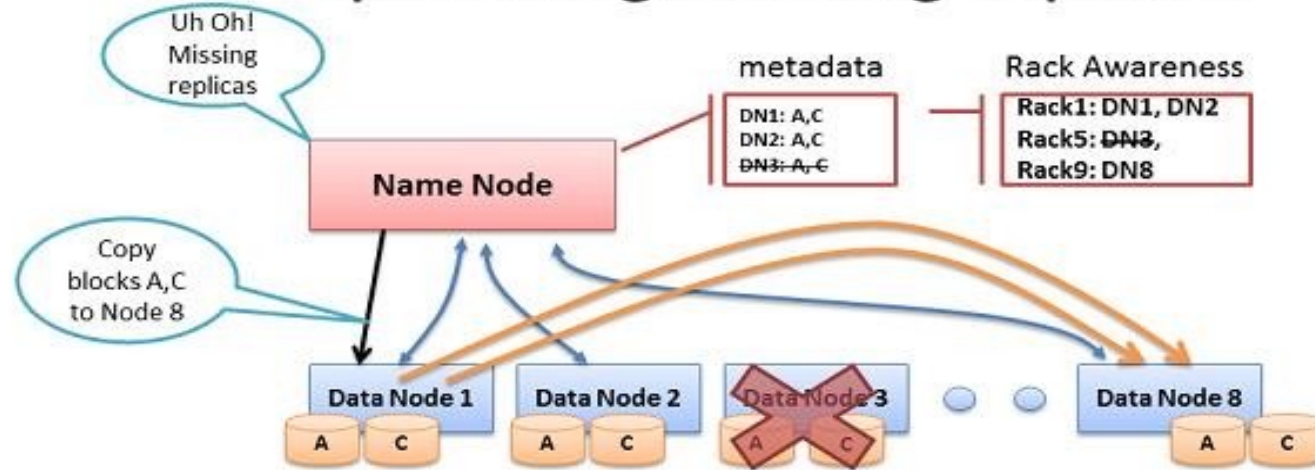 Uh Oh!
Missing
replicas
metadata
Rack Awareness
DN1: A,C
DN2: A,C
DN3: A, C
Rack1: DN1, DN2
Rack5: DN3,
Rack9: DN8
Name Node
Copy
blocks A,C
to Node 8
Data Node 1
Data Node 2
Data Node 3
Data Node 8
A
C
A
C
A
C
A
C